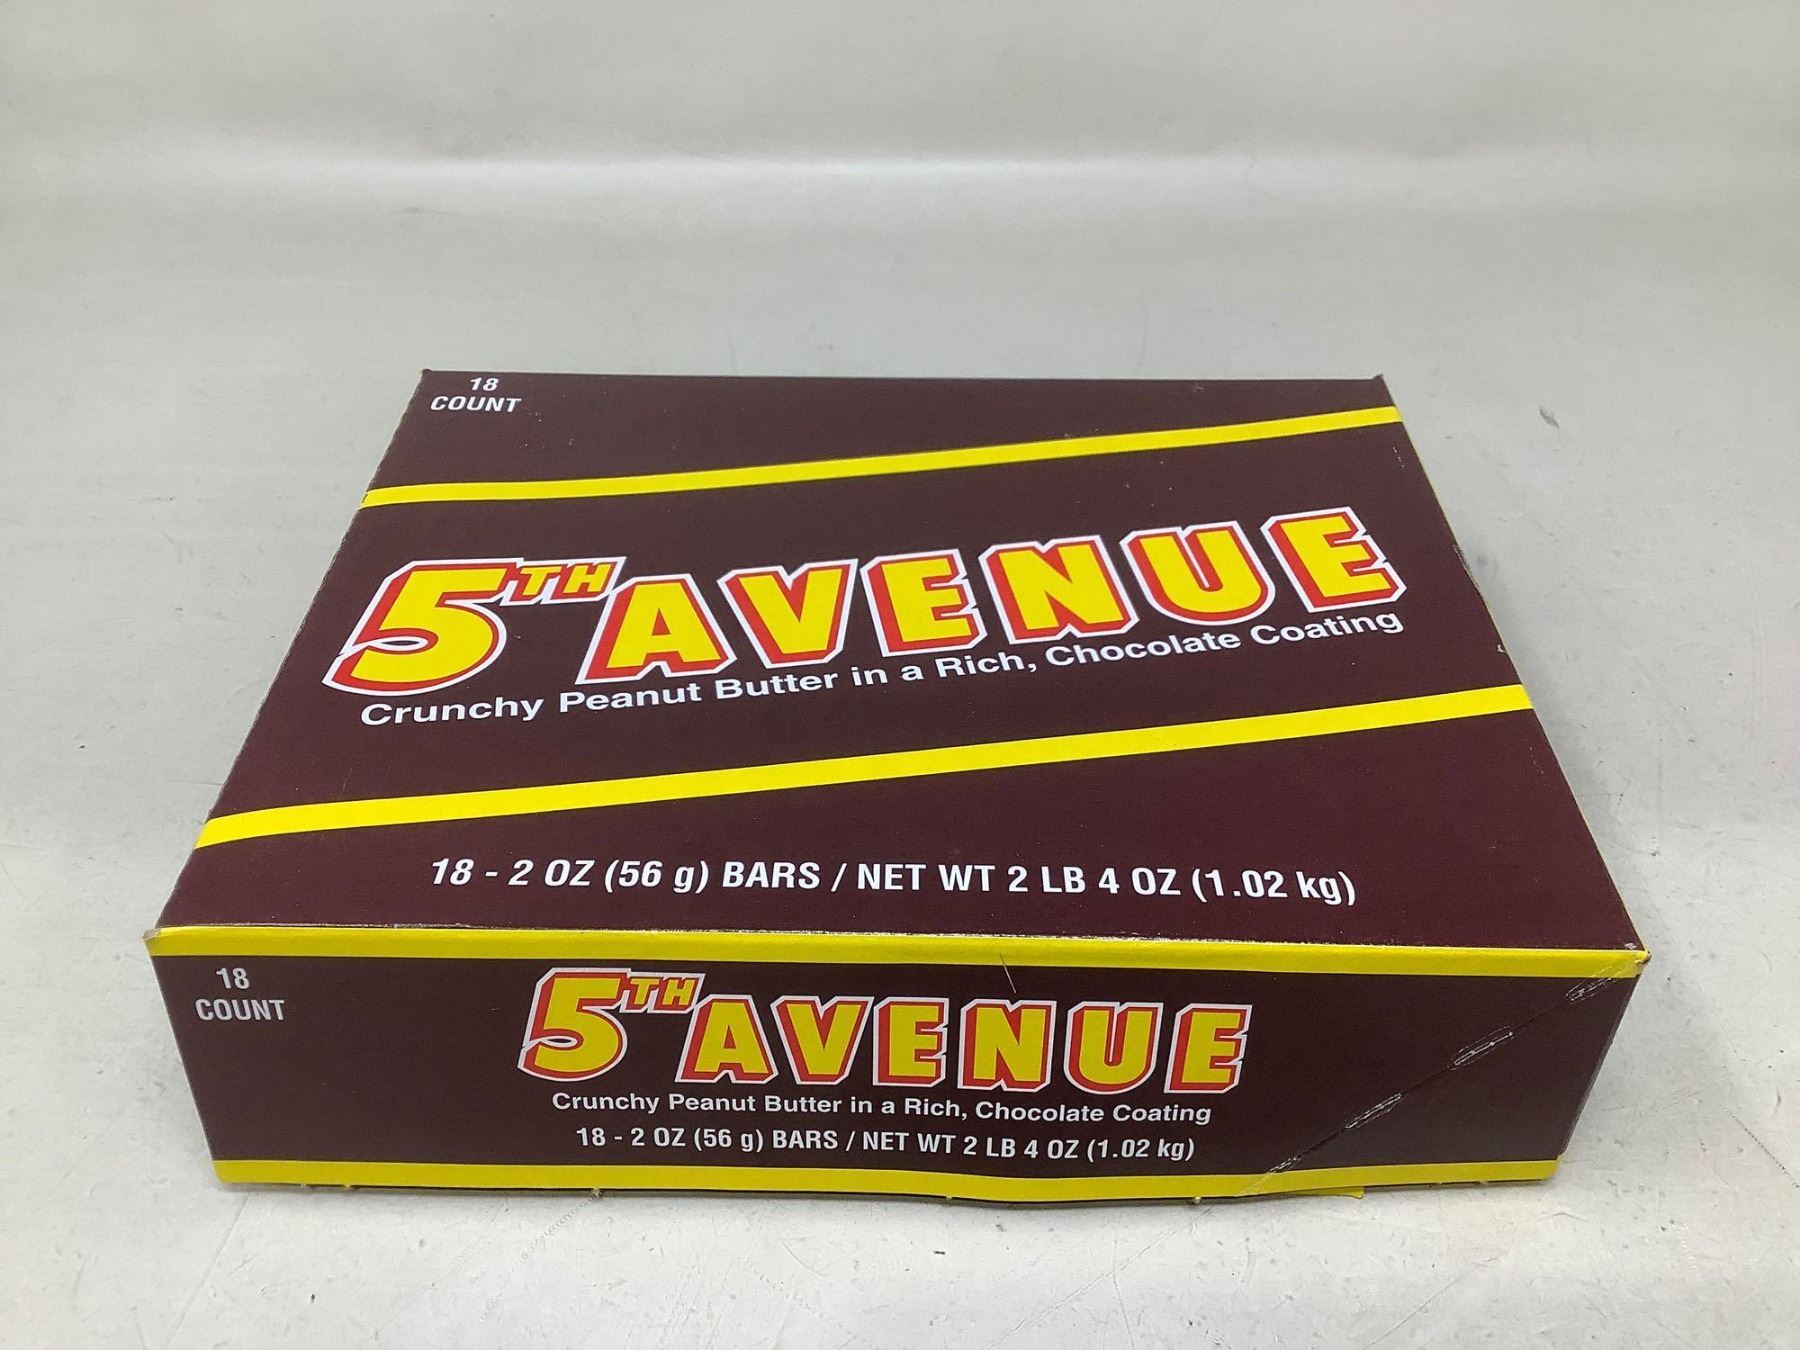 18
COUNT
5TH AVENUE
Crunchy Peanut Butter in a Rich, Chocolate Coating
18 - 2 OZ (56 g) BARS / NET WT 2 LB 4 OZ (1.02 kg)
18
COUNT
5TH AVENUE
Crunchy Peanut Butter in a Rich, Chocolate Coating
18 - 2 OZ (56 g) BARS / NET WT 2 LB 4 OZ (1.02 kg)